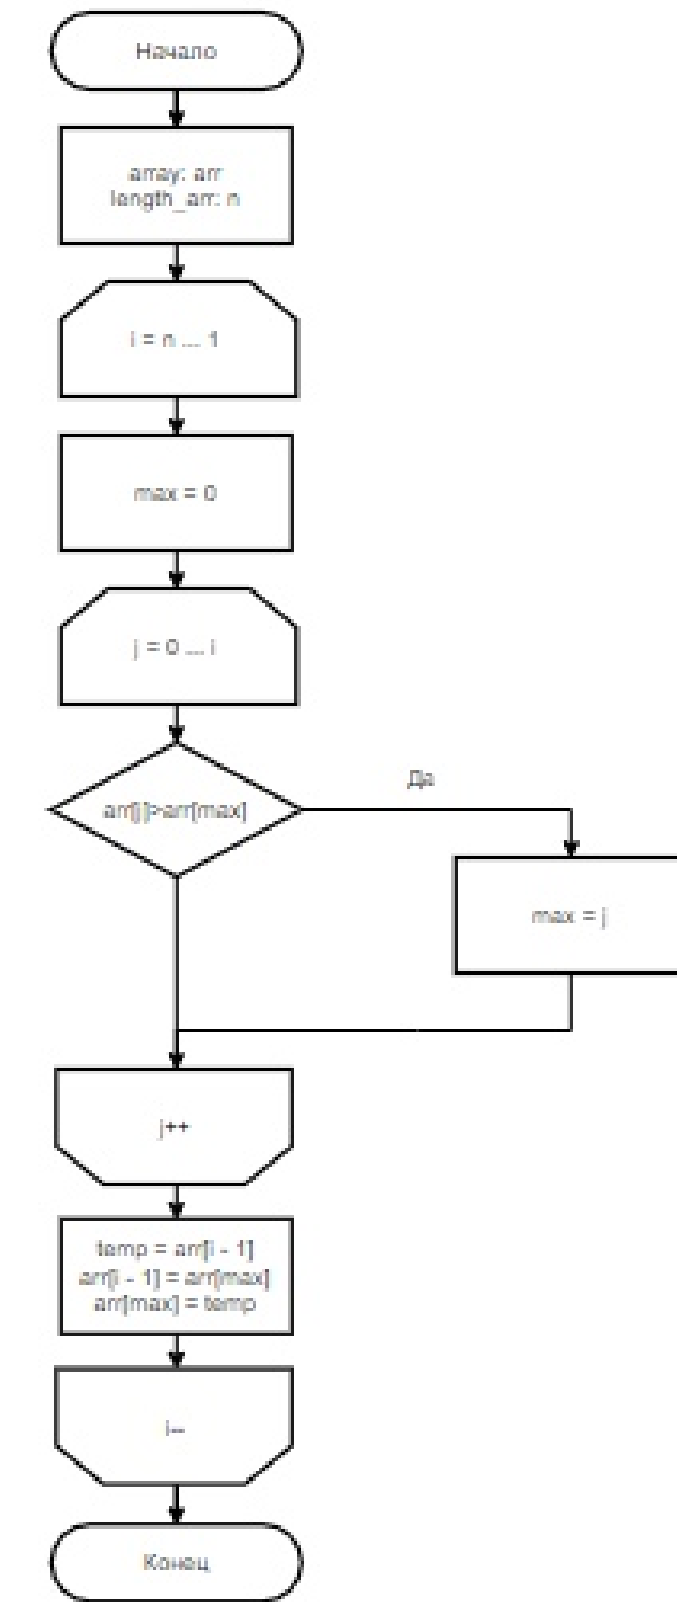 Начало
array: arr
length_arr: n
i = n ... 1
max = 0
j = 0 ... i
arr[j]>arr[max]
Да
max = j
j++
temp = arr[i - 1]
arr[i - 1] = arr[max]
arr[max] = temp
i--
Конец